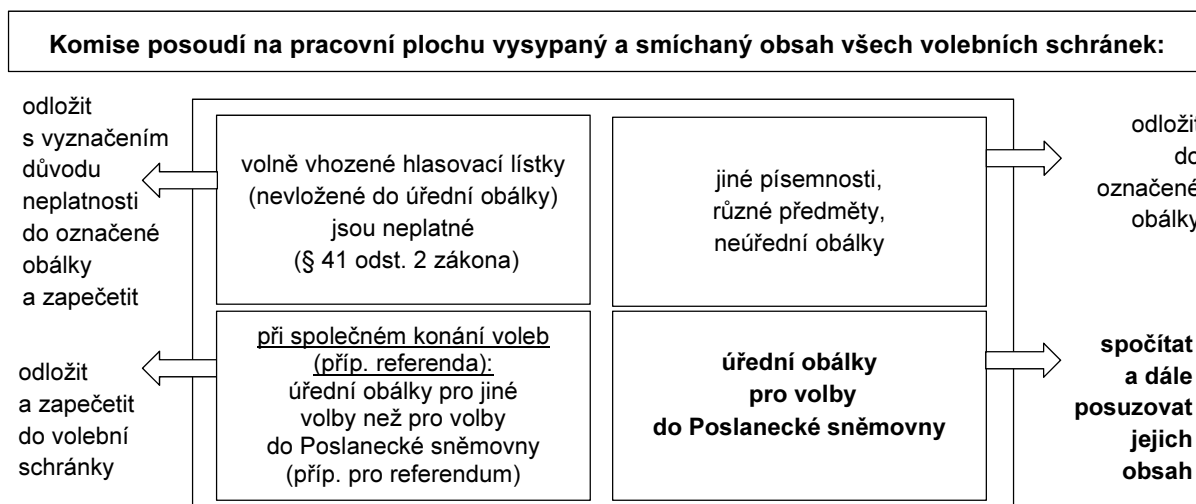 Komise posoudí na pracovní plochu vysypaný a smíchaný obsah všech volebních schránek:
odložit
s vyznačením
důvodu
neplatnosti
do označené
obálky
a zapečetit
volně vhozené hlasovací lístky
(nevložené do úřední obálky)
jsou neplatné
(§ 41 odst. 2 zákona)
jiné písemnosti,
různé předměty,
neúřední obálky
odložit
do
označené
obálky
odložit
a zapečetit
do volební
schránky
při společném konání voleb
(příp. referenda):
úřední obálky pro jiné
volby než pro volby
do Poslanecké sněmovny
(příp. pro referendum)
úřední obálky
pro volby
do Poslanecké sněmovny
spočítat
a dále
posuzovat
jejich
obsah